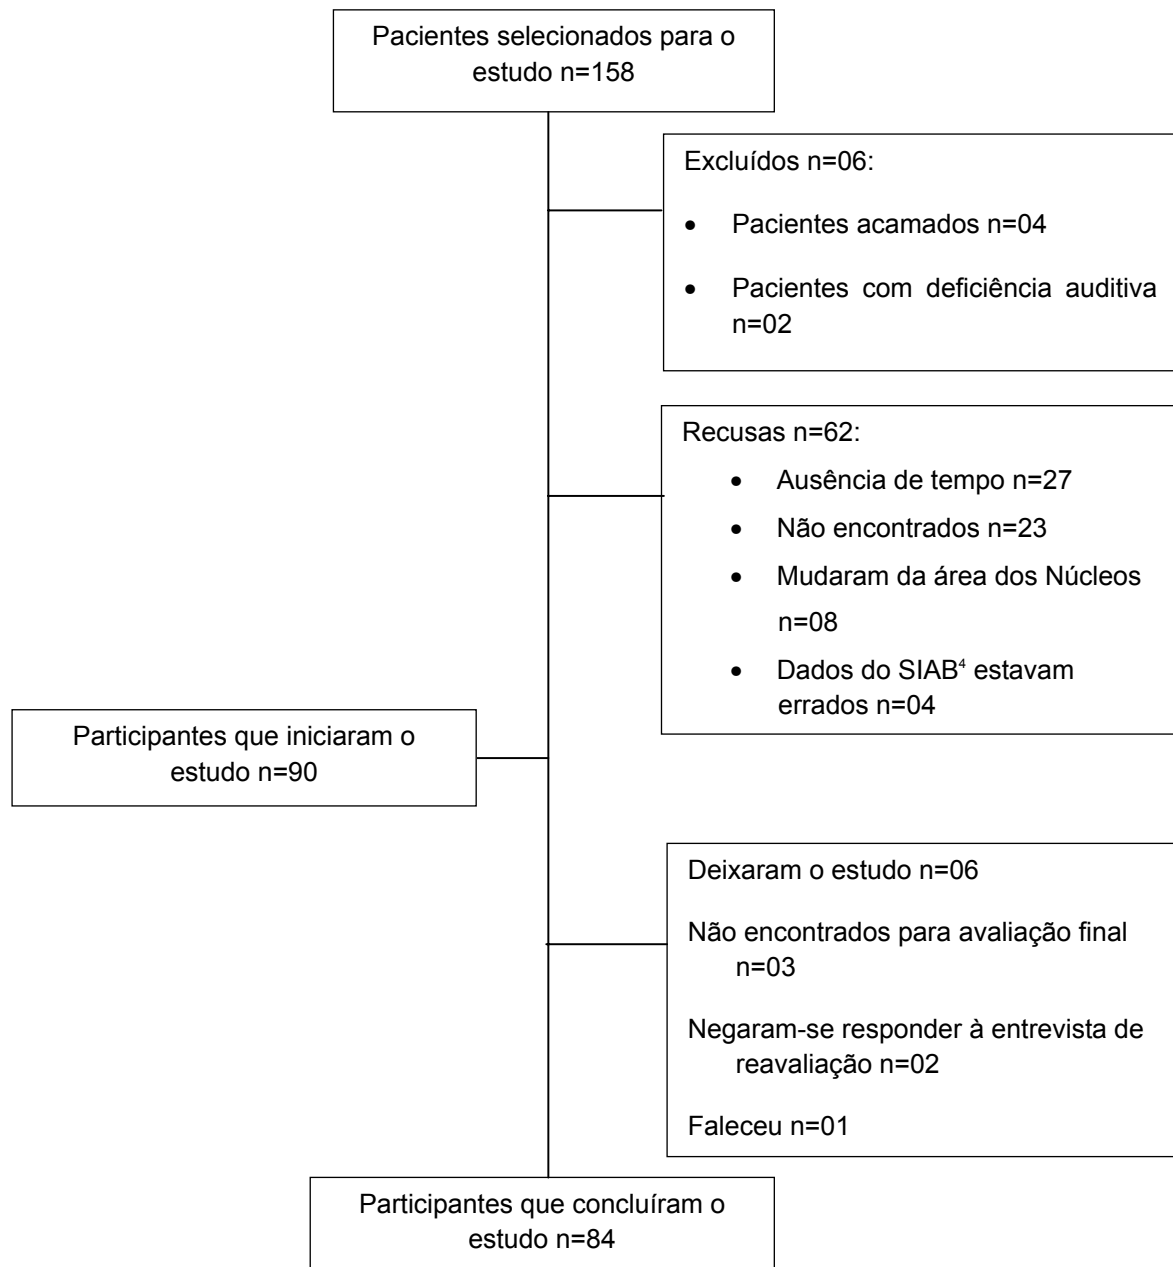 Pacientes selecionados para o
estudo n=158
Excluídos n=06:
• Pacientes acamados n=04
• Pacientes com deficiência auditiva
n=02
Recusas n=62:
• Ausência de tempo n=27
• Não encontrados n=23
• Mudaram da área dos Núcleos
n=08
• Dados do SIAB⁴ estavam
errados n=04
Participantes que iniciaram o
estudo n=90
Deixaram o estudo n=06
Não encontrados para avaliação final
n=03
Negaram-se responder à entrevista de
reavaliação n=02
Faleceu n=01
Participantes que concluíram o
estudo n=84